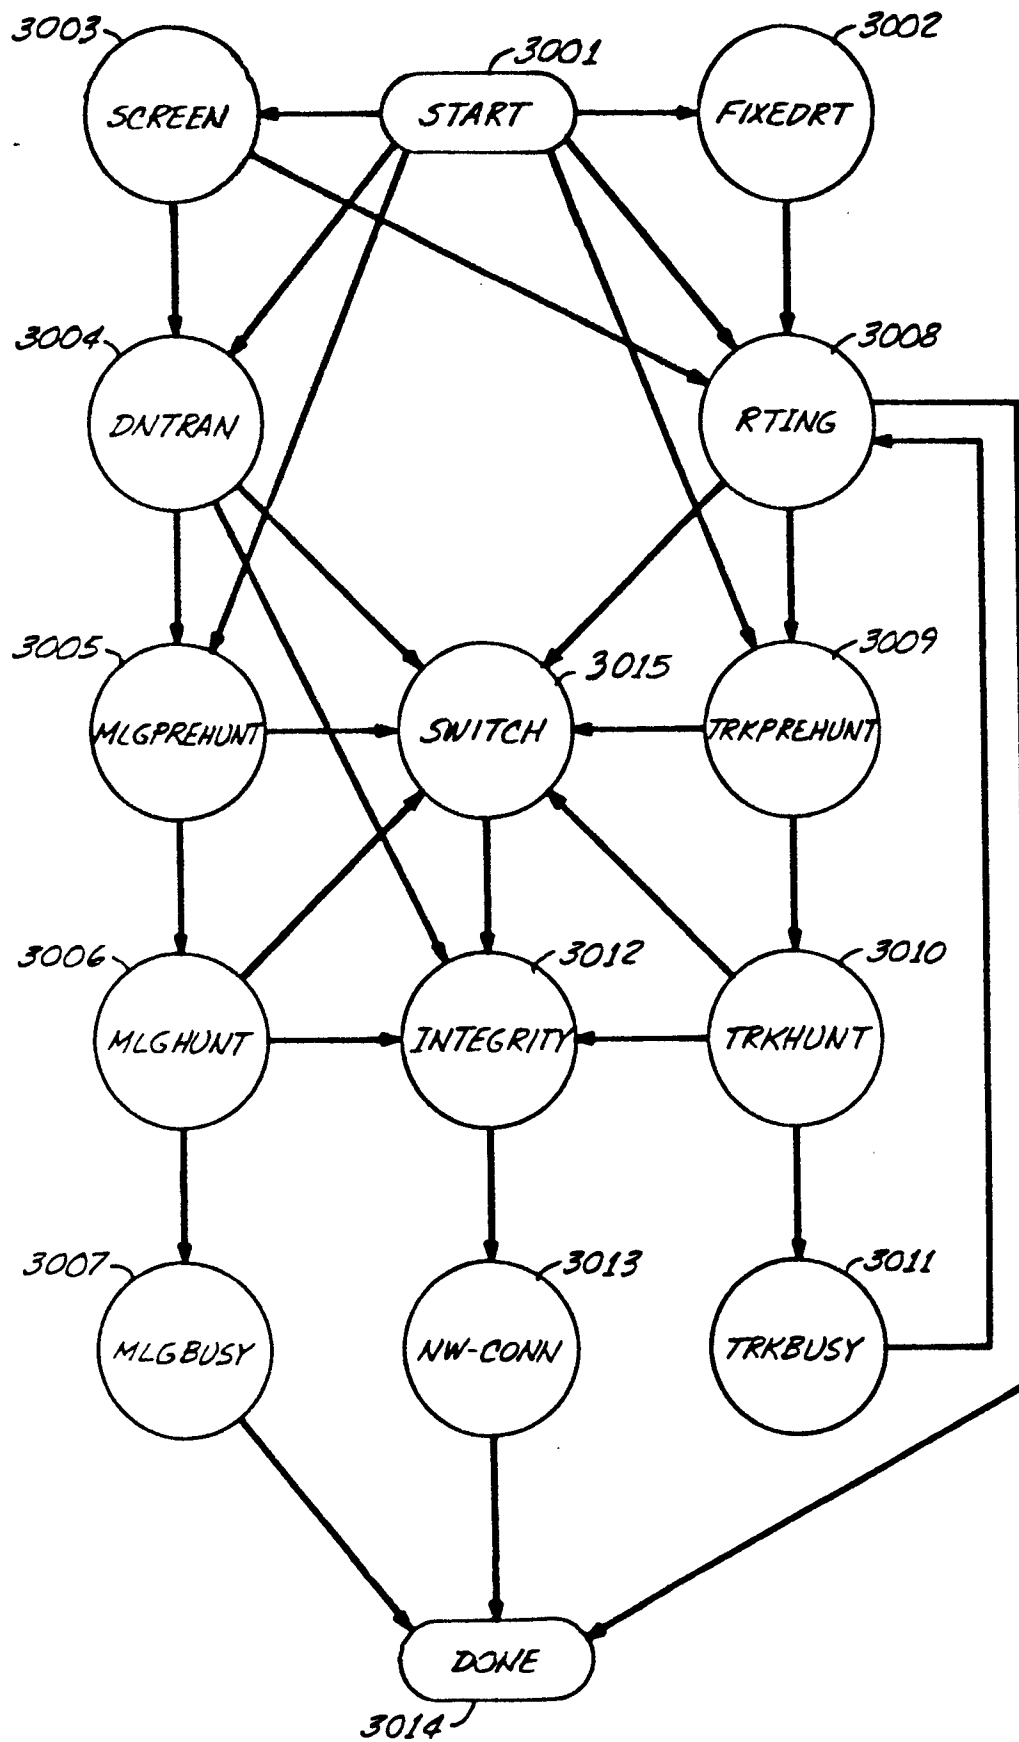 3003
3001
3002
SCREEN
START
FIXEDRT
3004
3008
DNTRAN
RTING
3005
3015
3009
MLGPREHUNT
SWITCH
TRKPREHUNT
3006
3012
3010
MLGHUNT
INTEGRITY
TRKHUNT
3007
3013
3011
MLGBUSY
NW-CONN
TRKBUSY
DONE
3014